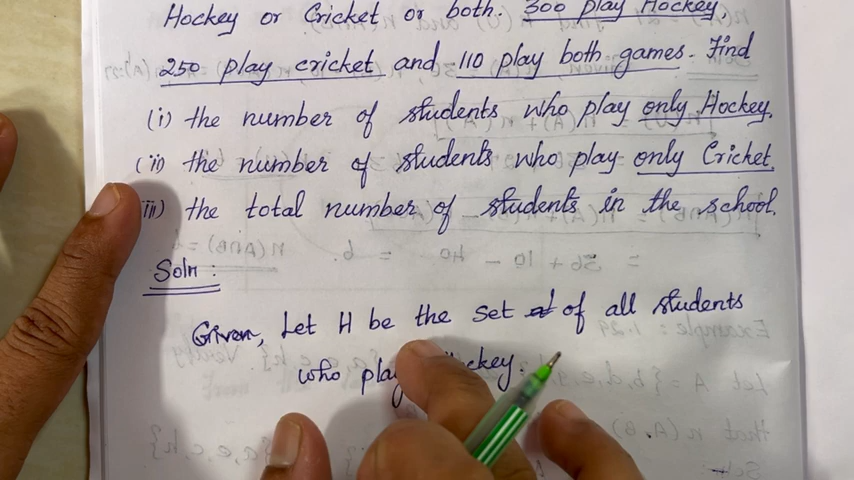 Hockey or Cricket or both. 300 play Hockey,
250 play cricket and 110 play both games. Find
(i) the number of students who play only Hockey.
(ii) the number of students who play only Cricket
iii) the total number of students in the school.
Soln :
Given, Let H be the set of all students
who play